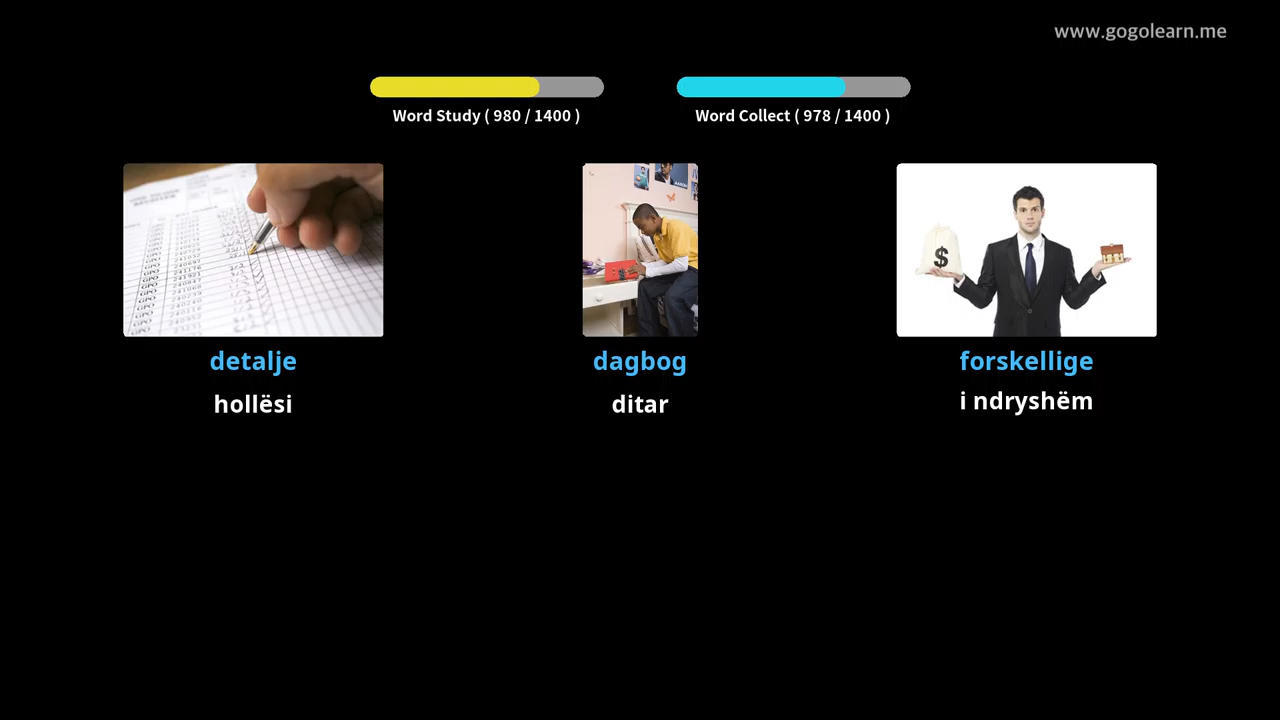 www.gogolearn.me
Word Study ( 980 / 1400 )
Word Collect ( 978 / 1400 )
detalje
dagbog
forskellige
hollësi
ditar
i ndryshëm